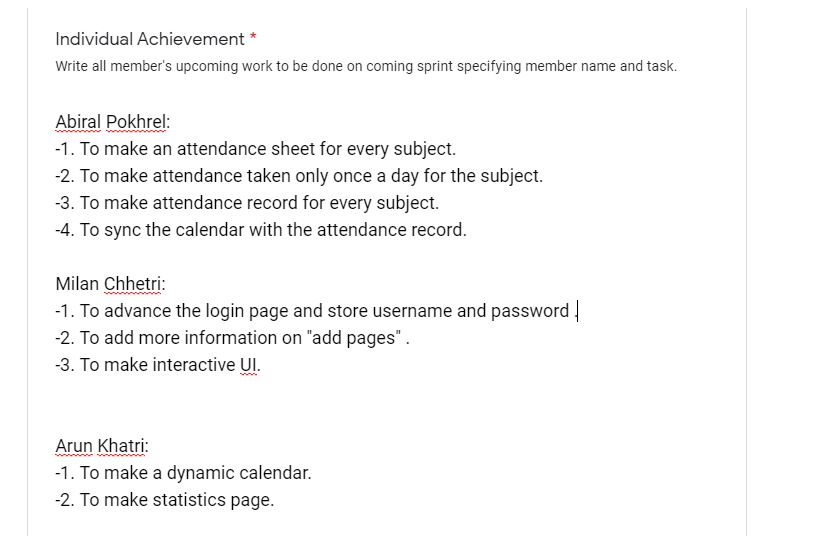 Individual Achievement *
Write all member's upcoming work to be done on coming sprint specifying member name and task.
Abiral Pokhrel:
-1. To make an attendance sheet for every subject.
-2. To make attendance taken only once a day for the subject.
-3. To make attendance record for every subject.
-4. To sync the calendar with the attendance record.
Milan Chhetri:
-1. To advance the login page and store username and password .
-2. To add more information on "add pages" .
-3. To make interactive UI.
Arun Khatri:
-1. To make a dynamic calendar.
-2. To make statistics page.